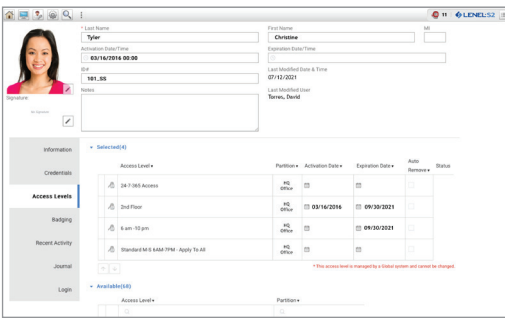 11 LENELS2
* Last Name First Name MI
Tyler Christine
Activation Date/Time Expiration Date/Time
03/16/2016 00:00
ID# Last Modified Date & Time
101_SS 07/12/2021
Notes Last Modified User
Torres, David
Signature
No Signature
Information
Credentials
Access Levels
Badging
Recent Activity
Journal
Login
Selected(4)
Access Level Partition Activation Date Expiration Date Auto Remove Status
24-7-365 Access HQ Office
2nd Floor HQ Office 03/16/2016 09/30/2021
6 am -10 pm HQ Office 09/30/2021
Standard M-S 6AM-7PM - Apply To All HQ Office
* This access level is managed by a Global system and cannot be changed
Available(68)
Access Level Partition